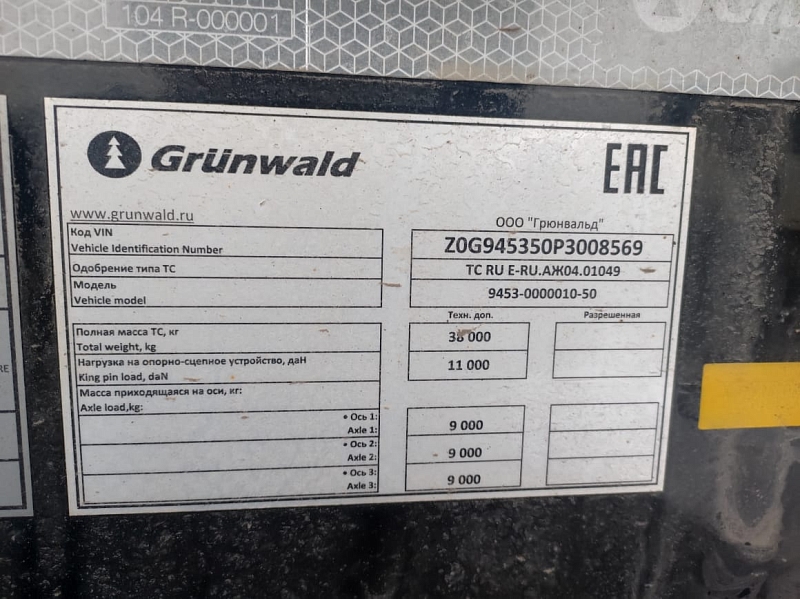 104 R-000001
Grünwald
EAC
www.grunwald.ru
ООО "Грюнвальд"
Код VIN
Vehicle Identification Number
Z0G945350P3008569
Одобрение типа ТС
ТС RU E-RU.АЖ04.01049
Модель
Vehicle model
9453-0000010-50
Техн. доп.
Разрешенная
Полная масса ТС, кг
Total weight, kg
38 000
Нагрузка на опорно-сцепное устройство, даН
King pin load, daN
11 000
Масса приходящаяся на оси, кг:
Axle load,kg:
• Ось 1:
Axle 1:
9 000
• Ось 2:
Axle 2:
9 000
• Ось 3:
Axle 3:
9 000